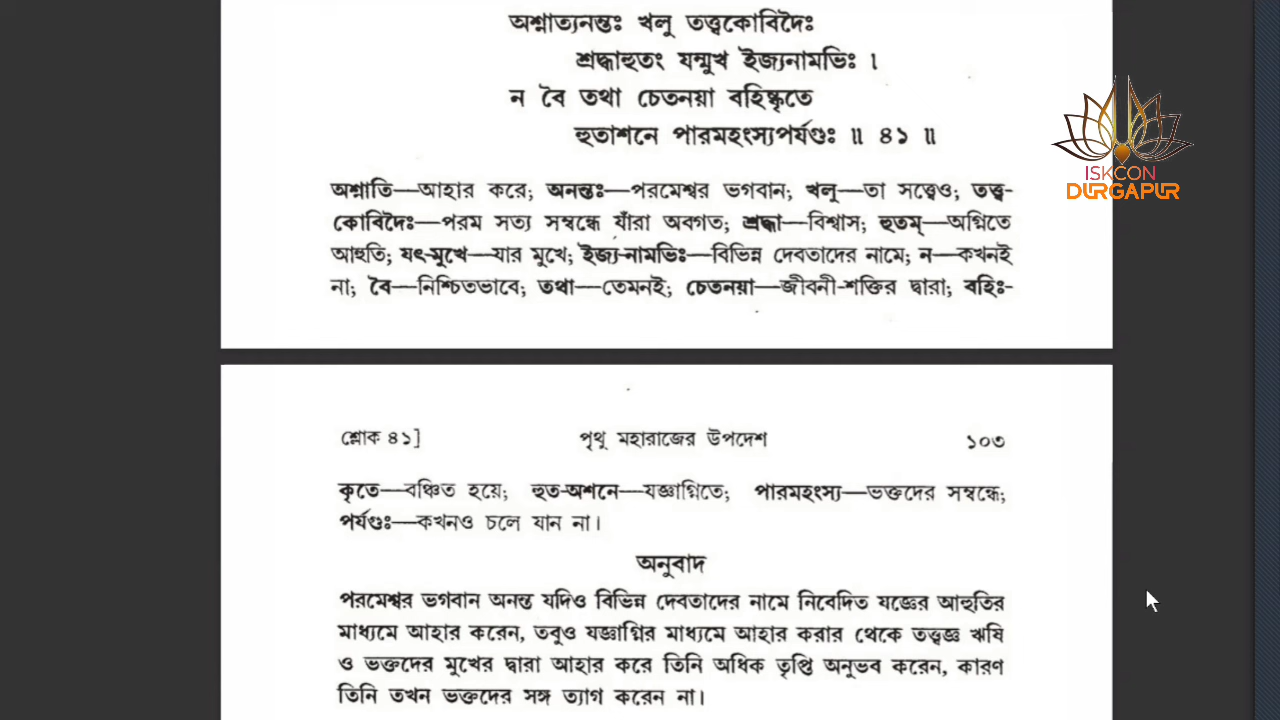 অশ্নাত্যনন্তঃ খলু তত্ত্বকোবিদৈঃ
শ্রদ্ধাহুতং যন্মুখ ইজ্যনামভিঃ ।
ন বৈ তথা চেতনয়া বহিষ্কৃতে
হুতাশনে পারমহংস্যপর্যগুঃ ॥ ৪১ ॥
ISKCON
DURGAPUR
অশ্নাতি—আহার করে; অনন্তঃ—পরমেশ্বর ভগবান; খলু—তা সত্ত্বেও; তত্ত্ব-
কোবিদৈঃ—পরম সত্য সম্বন্ধে যাঁরা অবগত; শ্রদ্ধা—বিশ্বাস; হুতম্—অগ্নিতে
আহুতি; যৎ-মুখে—যার মুখে; ইজ্য-নামভিঃ—বিভিন্ন দেবতাদের নামে; ন—কখনই
না; বৈ—নিশ্চিতভাবে; তথা—তেমনই; চেতনয়া—জীবনী-শক্তির দ্বারা; বহিঃ-
শ্লোক ৪১] পৃথু মহারাজের উপদেশ ১০৩
কৃতে—বঞ্চিত হয়ে; হুত-অশনে—যজ্ঞাগ্নিতে; পারমহংস্য—ভক্তদের সম্বন্ধে;
পর্যগুঃ—কখনও চলে যান না।
অনুবাদ
পরমেশ্বর ভগবান অনন্ত যদিও বিভিন্ন দেবতাদের নামে নিবেদিত যজ্ঞের আহুতির
মাধ্যমে আহার করেন, তবুও যজ্ঞাগ্নির মাধ্যমে আহার করার থেকে তত্ত্বজ্ঞ ঋষি
ও ভক্তদের মুখের দ্বারা আহার করে তিনি অধিক তৃপ্তি অনুভব করেন, কারণ
তিনি তখন ভক্তদের সঙ্গ ত্যাগ করেন না।